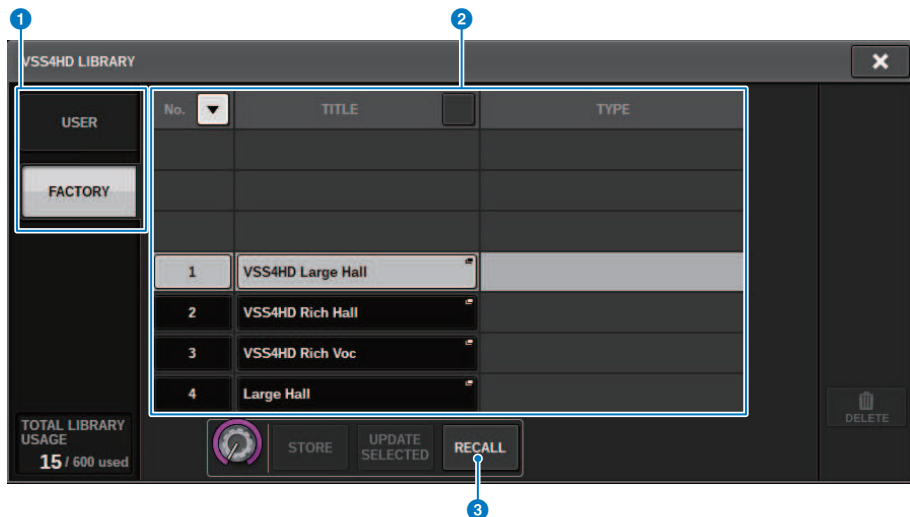 1
2
VSS4HD LIBRARY
USER
FACTORY
No. TITLE TYPE
1 VSS4HD Large Hall
2 VSS4HD Rich Hall
3 VSS4HD Rich Voc
4 Large Hall
DELETE
TOTAL LIBRARY
USAGE
15 / 600 used
STORE
UPDATE
SELECTED
RECALL
3